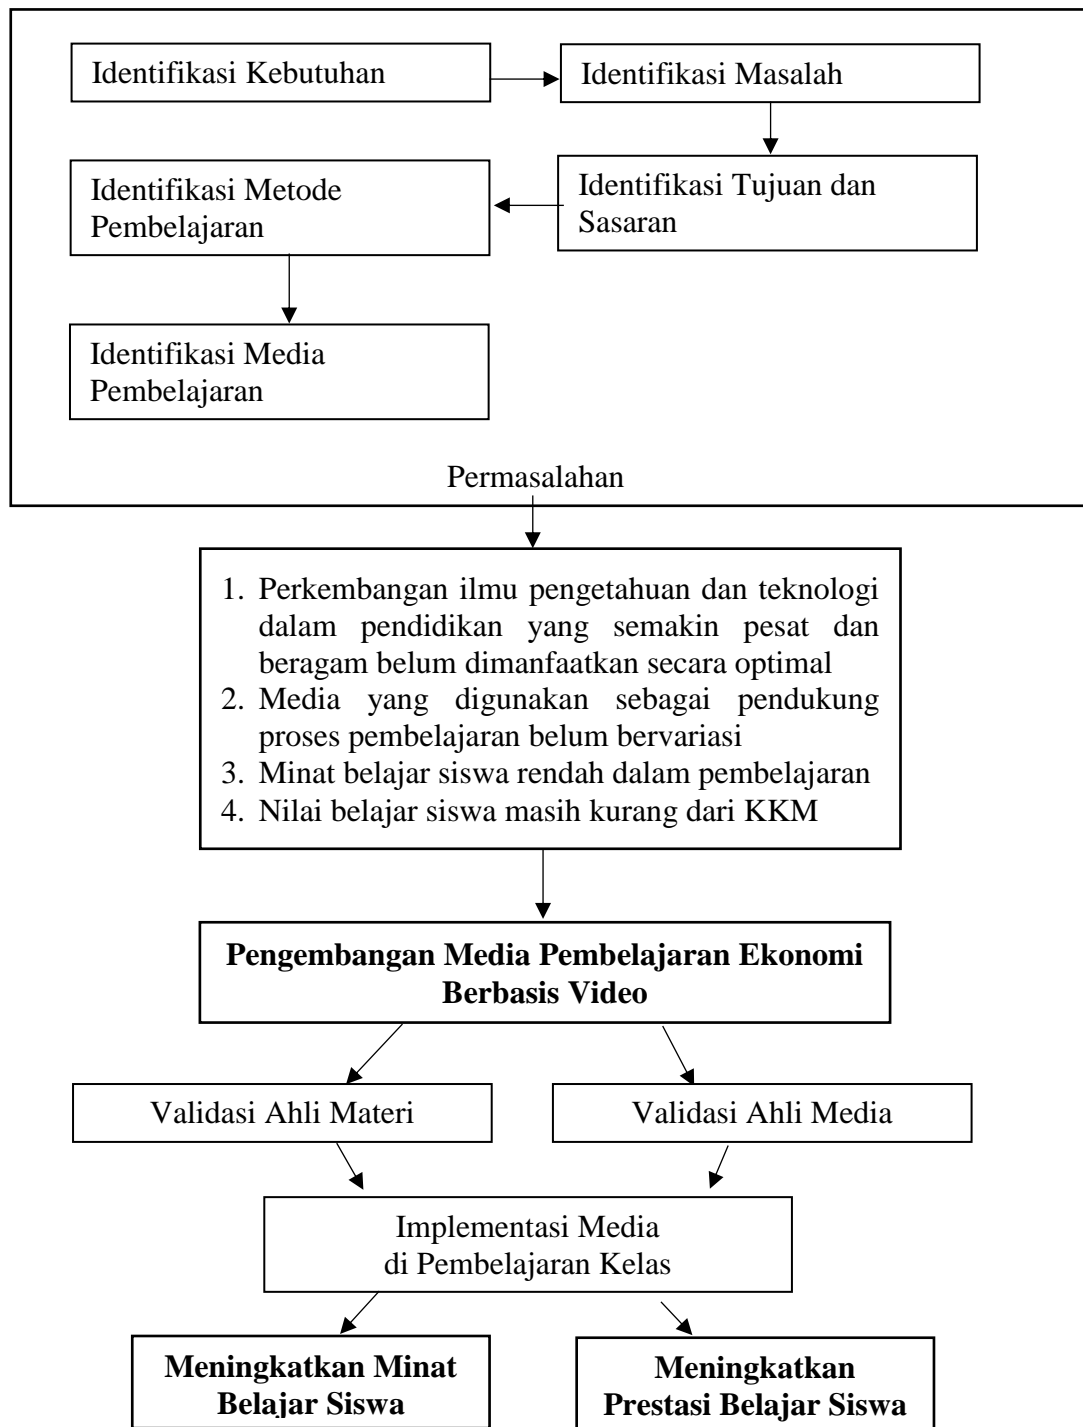 Identifikasi Kebutuhan
Identifikasi Masalah
Identifikasi Tujuan dan
Sasaran
Identifikasi Metode
Pembelajaran
Identifikasi Media
Pembelajaran
Permasalahan
1. Perkembangan ilmu pengetahuan dan teknologi
dalam pendidikan yang semakin pesat dan
beragam belum dimanfaatkan secara optimal
2. Media yang digunakan sebagai pendukung
proses pembelajaran belum bervariasi
3. Minat belajar siswa rendah dalam pembelajaran
4. Nilai belajar siswa masih kurang dari KKM
Pengembangan Media Pembelajaran Ekonomi
Berbasis Video
Validasi Ahli Materi
Validasi Ahli Media
Implementasi Media
di Pembelajaran Kelas
Meningkatkan Minat
Belajar Siswa
Meningkatkan
Prestasi Belajar Siswa